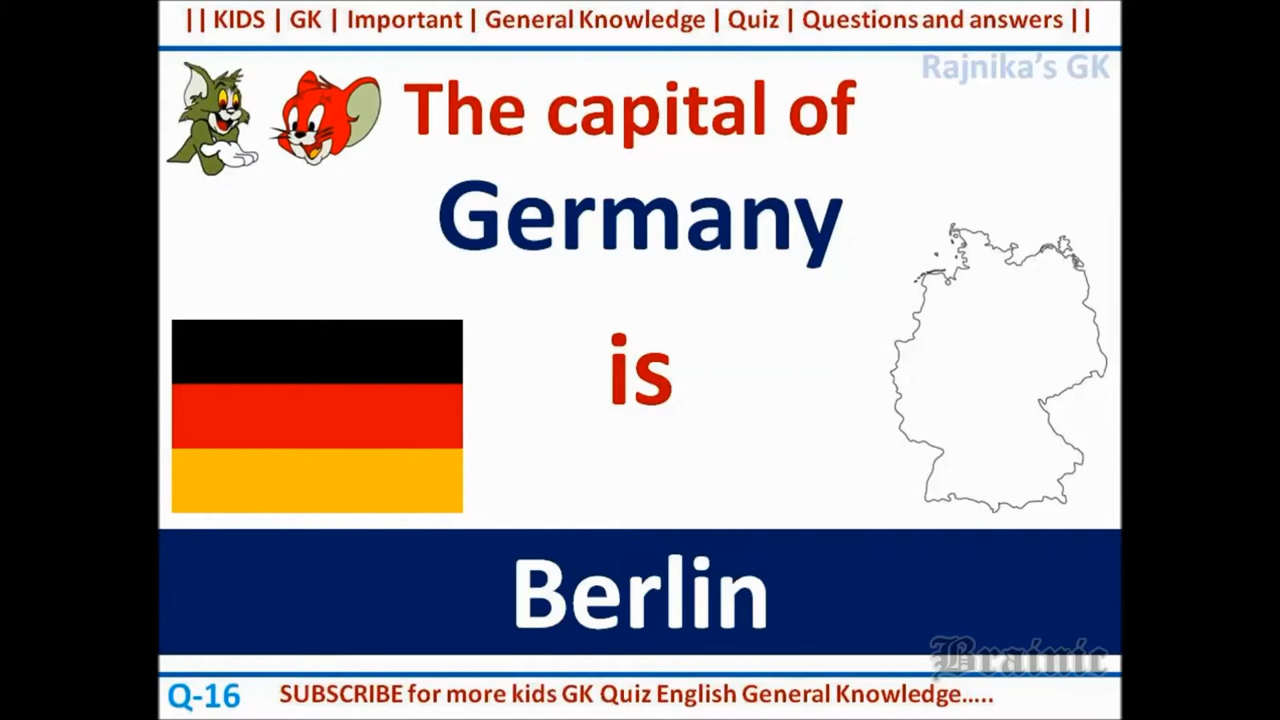 || KIDS | GK | Important | General Knowledge | Quiz | Questions and answers ||
Rajnika's GK
The capital of
Germany
is
Berlin
Brainic
Q-16 SUBSCRIBE for more kids GK Quiz English General Knowledge.....